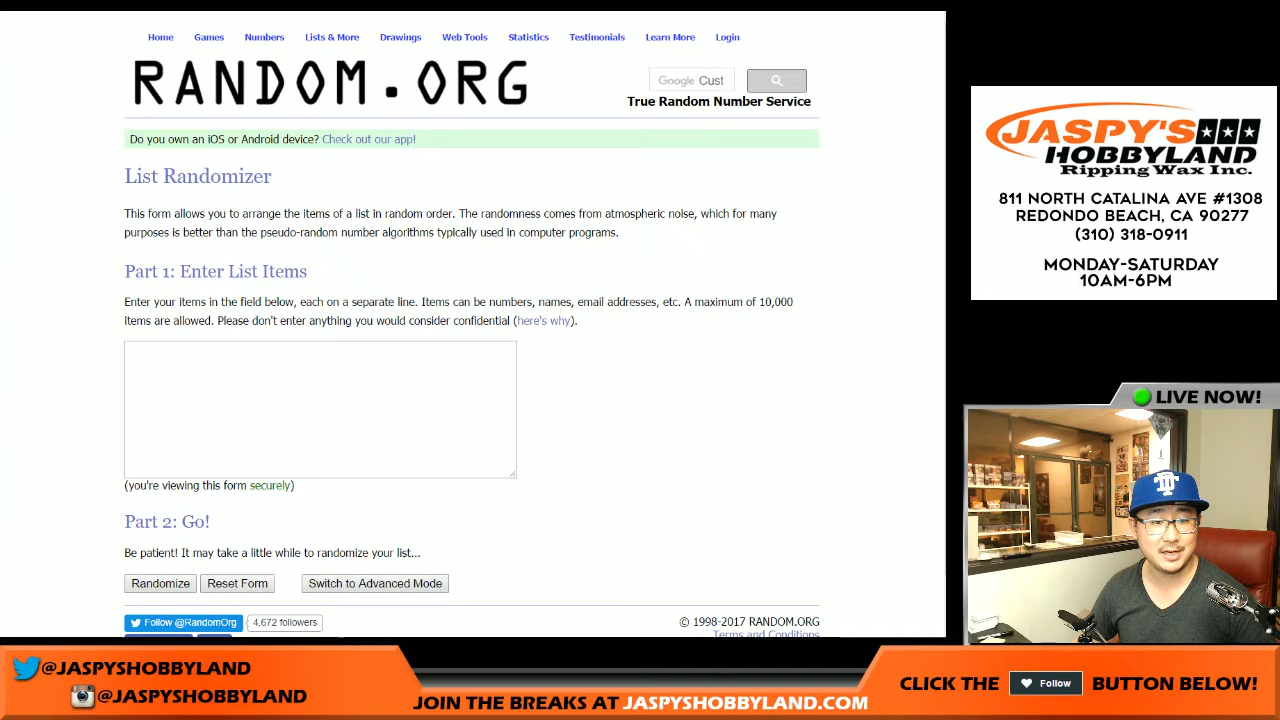 Home Games Numbers Lists & More Drawings Web Tools Statistics Testimonials Learn More Login
RANDOM.ORG
Google Cust
True Random Number Service
Do you own an iOS or Android device? Check out our app!
List Randomizer
This form allows you to arrange the items of a list in random order. The randomness comes from atmospheric noise, which for many
purposes is better than the pseudo-random number algorithms typically used in computer programs.
Part 1: Enter List Items
Enter your items in the field below, each on a separate line. Items can be numbers, names, email addresses, etc. A maximum of 10,000
items are allowed. Please don't enter anything you would consider confidential (here's why).
(you're viewing this form securely)
Part 2: Go!
Be patient! It may take a little while to randomize your list...
Randomize Reset Form Switch to Advanced Mode
Follow @RandomOrg 4,672 followers
© 1998-2017 RANDOM.ORG
Terms and Conditions
JASPY'S
HOBBYLAND
Ripping Wax Inc.
811 NORTH CATALINA AVE #1308
REDONDO BEACH, CA 90277
(310) 318-0911
MONDAY-SATURDAY
10AM-6PM
LIVE NOW!
@JASPYSHOBBYLAND
@JASPYSHOBBYLAND
JOIN THE BREAKS AT JASPYSHOBBYLAND.COM
CLICK THE Follow BUTTON BELOW!